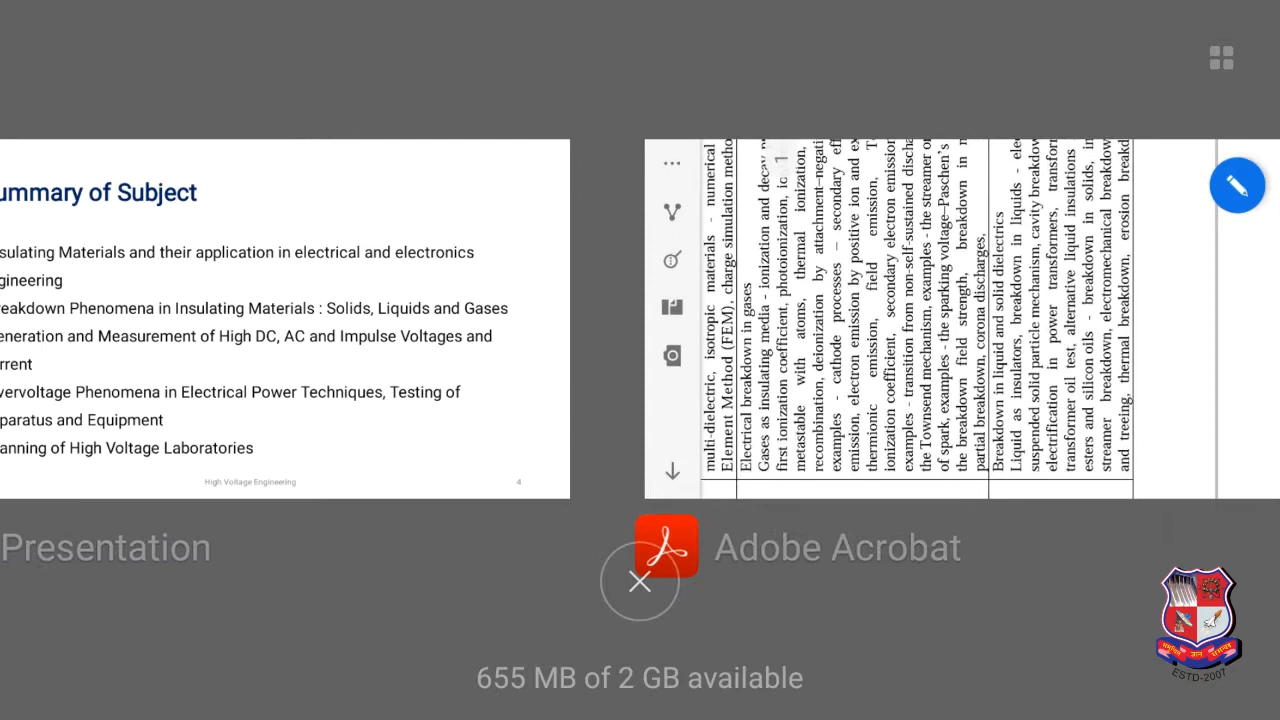 ummary of Subject
sulating Materials and their application in electrical and electronics
gineering
reakdown Phenomena in Insulating Materials : Solids, Liquids and Gases
eneration and Measurement of High DC, AC and Impulse Voltages and
rrent
vervoltage Phenomena in Electrical Power Techniques, Testing of
paratus and Equipment
anning of High Voltage Laboratories
High Voltage Engineering
4
multi-dielectric, isotropic materials - numerical
Element Method (FEM), charge simulation metho
Electrical breakdown in gases
Gases as insulating media - ionization and decay
first ionization coefficient, photoionization, io
1
metastable with atoms, thermal ionization,
recombination, deionization by attachment–negati
examples - cathode processes – secondary eff
emission, electron emission by positive ion and ex
thermionic emission, field emission, T
ionization coefficient, secondary electron emission
examples - transition from non-self-sustained discha
the Townsend mechanism, examples - the streamer or
of spark, examples - the sparking voltage–Paschen's
the breakdown field strength, breakdown in n
partial breakdown, corona discharges.
Breakdown in liquid and solid dielectrics
Liquid as insulators, breakdown in liquids - elec
suspended solid particle mechanism, cavity breakdow
electrification in power transformers, transform
transformer oil test, alternative liquid insulations
esters and silicon oils - breakdown in solids, in
streamer breakdown, electromechanical breakdow
and treeing, thermal breakdown, erosion breakd
Presentation
Adobe Acrobat
655 MB of 2 GB available
ESTD-2007